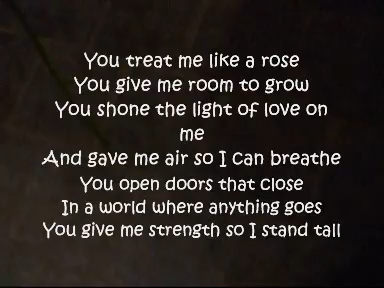 You treat me like a rose
You give me room to grow
You shone the light of love on
me
And gave me air so I can breathe
You open doors that close
In a world where anything goes
You give me strength so I stand tall